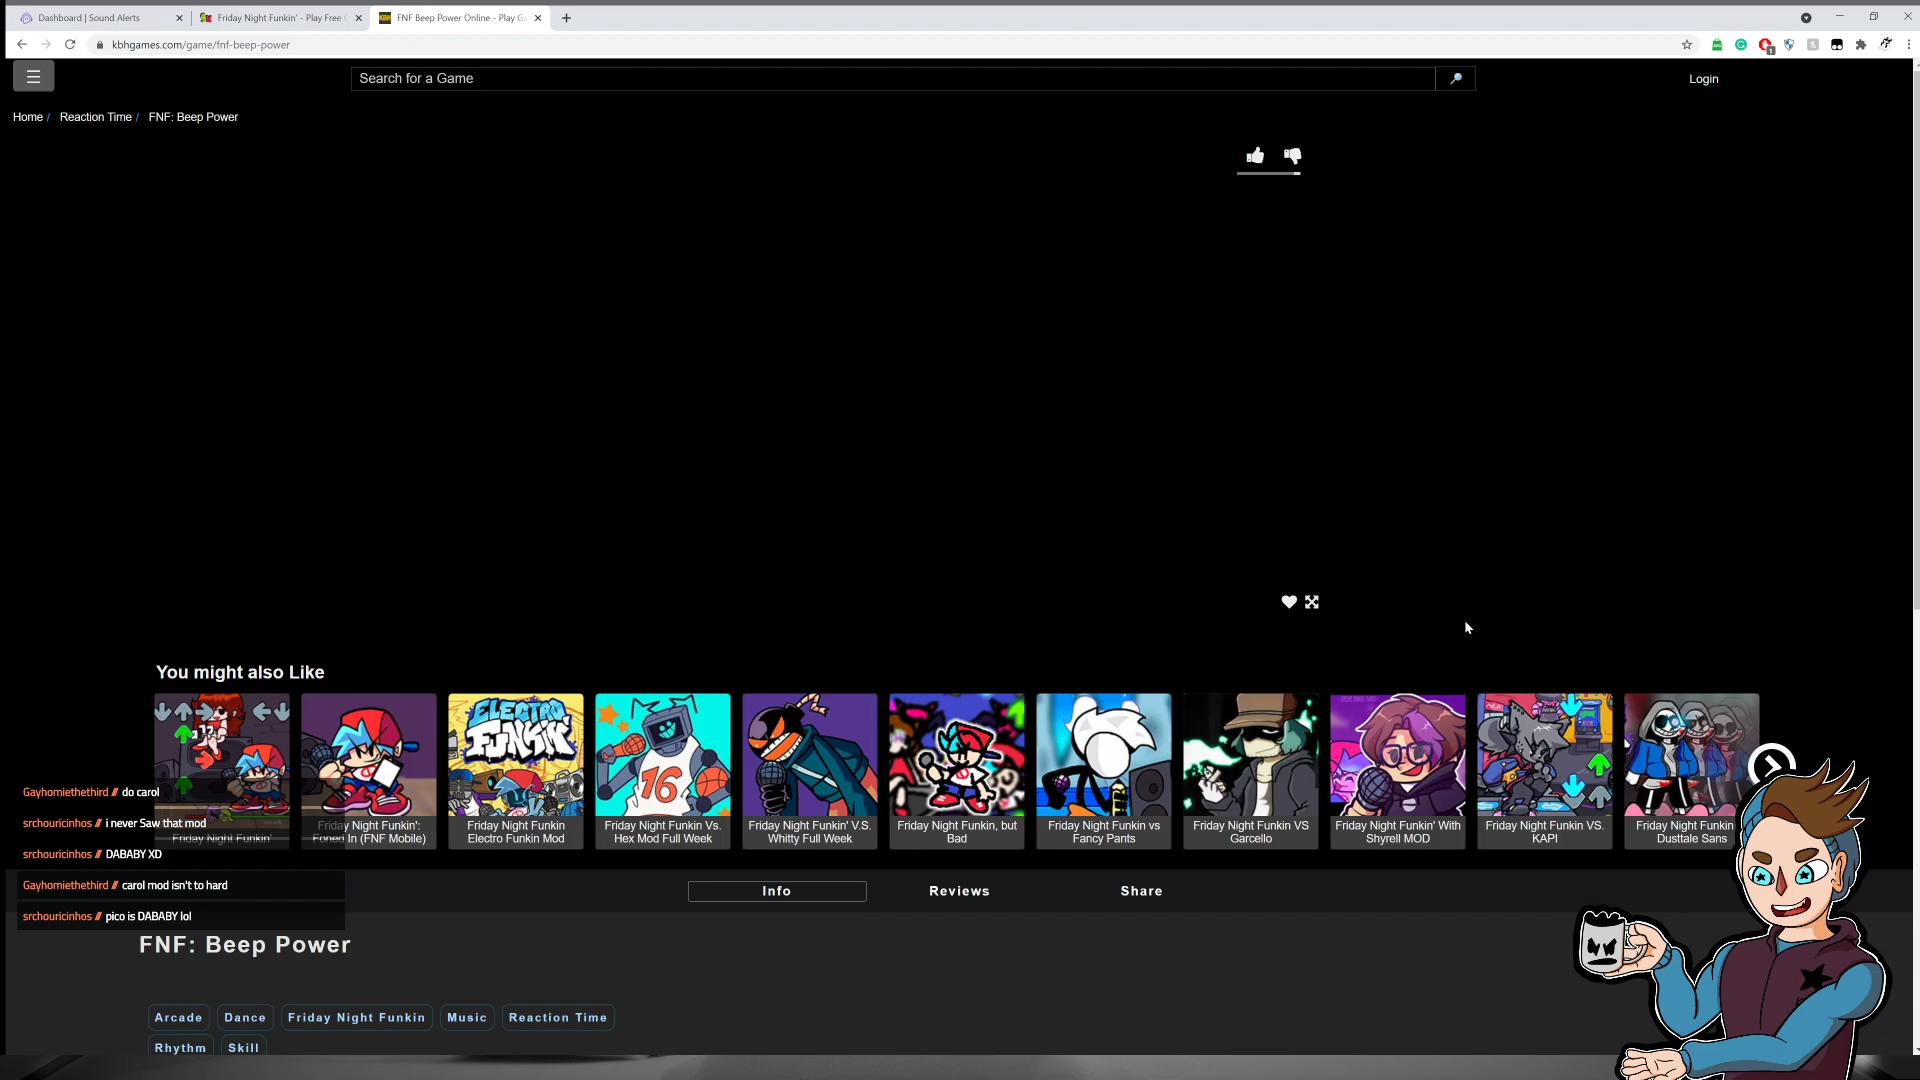 Dashboard | Sound Alerts
Friday Night Funkin' - Play Free
FNF Beep Power Online - Play Ga
kbhgames.com/game/fnf-beep-power
Search for a Game
Login
Home / Reaction Time / FNF: Beep Power
You might also Like
ELECTRO FUNKIN
16
Friday Night Funkin'
Friday Night Funkin': Foned In (FNF Mobile)
Friday Night Funkin Electro Funkin Mod
Friday Night Funkin Vs. Hex Mod Full Week
Friday Night Funkin' V.S. Whitty Full Week
Friday Night Funkin, but Bad
Friday Night Funkin vs Fancy Pants
Friday Night Funkin VS Garcello
Friday Night Funkin' With Shyrell MOD
Friday Night Funkin VS. KAPI
Friday Night Funkin Dusttale Sans
Gayhomiethethird // do carol
srchouricinhos // i never Saw that mod
srchouricinhos // DABABY XD
Gayhomiethethird // carol mod isn't to hard
srchouricinhos // pico is DABABY lol
Info
Reviews
Share
FNF: Beep Power
Arcade
Dance
Friday Night Funkin
Music
Reaction Time
Rhythm
Skill